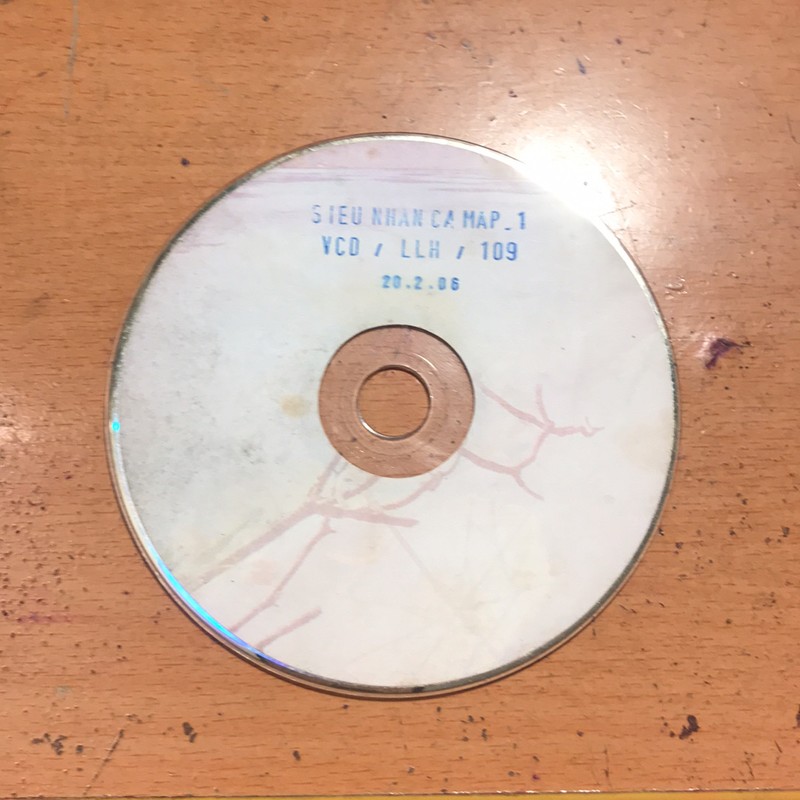 SIEU NHAN CA MAP_1
VCD / LLH / 109
20.2.06